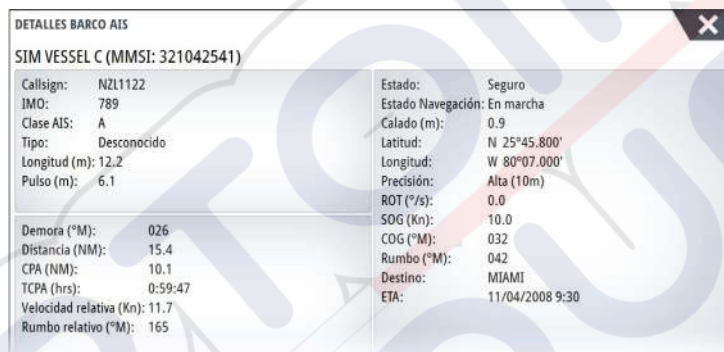 DETALLES BARCO AIS
SIM VESSEL C (MMSI: 321042541)
Callsign: NZL1122
IMO: 789
Clase AIS: A
Tipo: Desconocido
Longitud (m): 12.2
Pulso (m): 6.1
Demora (°M): 026
Distancia (NM): 15.4
CPA (NM): 10.1
TCPA (hrs): 0:59:47
Velocidad relativa (Kn): 11.7
Rumbo relativo (°M): 165
Estado: Seguro
Estado Navegación: En marcha
Calado (m): 0.9
Latitud: N 25°45.800'
Longitud: W 80°07.000'
Precisión: Alta (10m)
ROT (°/s): 0.0
SOG (Kn): 10.0
COG (°M): 032
Rumbo (°M): 042
Destino: MIAMI
ETA: 11/04/2008 9:30